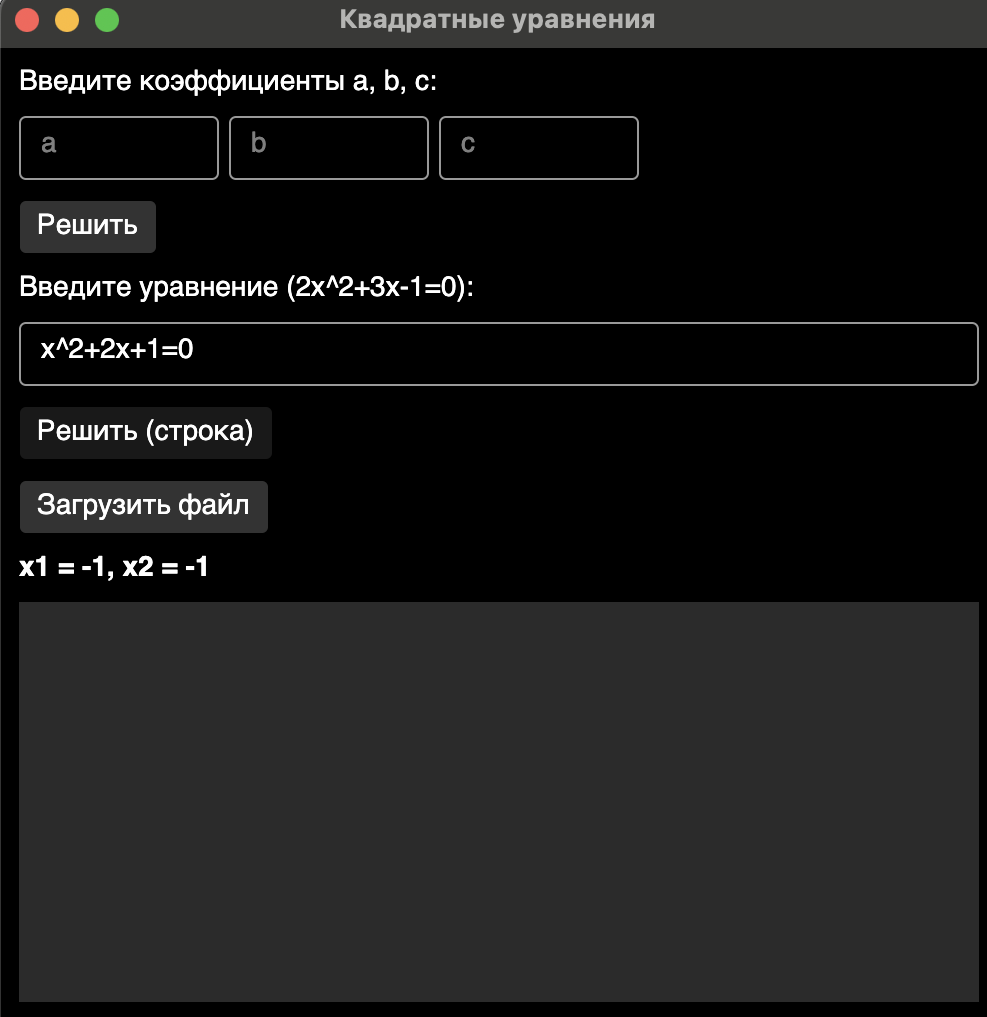 Квадратные уравнения
Введите коэффициенты a, b, c:
a b c
Решить
Введите уравнение (2x^2+3x-1=0):
x^2+2x+1=0
Решить (строка)
Загрузить файл
x1 = -1, x2 = -1